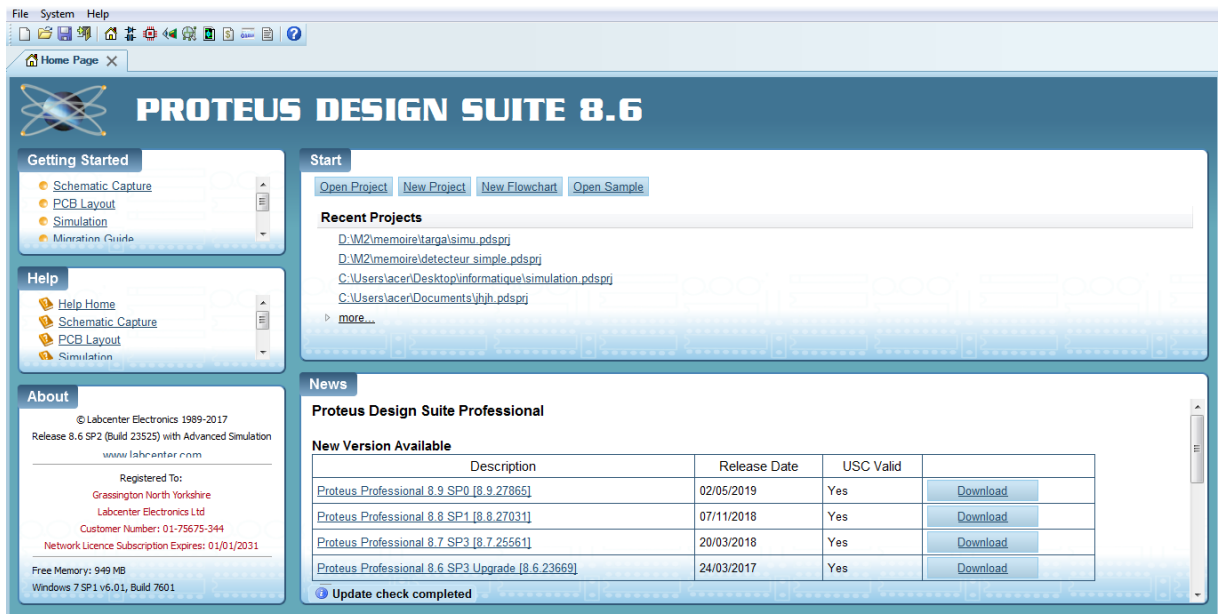 File System Help
Home Page
PROTEUS DESIGN SUITE 8.6
Getting Started
Schematic Capture
PCB Layout
Simulation
Migration Guide
Help
Help Home
Schematic Capture
PCB Layout
Simulation
About
© Labcenter Electronics 1989-2017
Release 8.6 SP2 (Build 23525) with Advanced Simulation
www.labcenter.com
Registered To:
Grassington North Yorkshire
Labcenter Electronics Ltd
Customer Number: 01-75675-344
Network Licence Subscription Expires: 01/01/2031
Free Memory: 949 MB
Windows 7 SP1 v6.01, Build 7601
Start
Open Project New Project New Flowchart Open Sample
Recent Projects
D:\M2\memoire\targa\simu.pdsprj
D:\M2\memoire\detecteur simple.pdsprj
C:\Users\acer\Desktop\informatique\simulation.pdsprj
C:\Users\acer\Documents\jhjh.pdsprj
more...
News
Proteus Design Suite Professional
New Version Available
Description Release Date USC Valid
Proteus Professional 8.9 SP0 [8.9.27865] 02/05/2019 Yes Download
Proteus Professional 8.8 SP1 [8.8.27031] 07/11/2018 Yes Download
Proteus Professional 8.7 SP3 [8.7.25561] 20/03/2018 Yes Download
Proteus Professional 8.6 SP3 Upgrade [8.6.23669] 24/03/2017 Yes Download
Update check completed